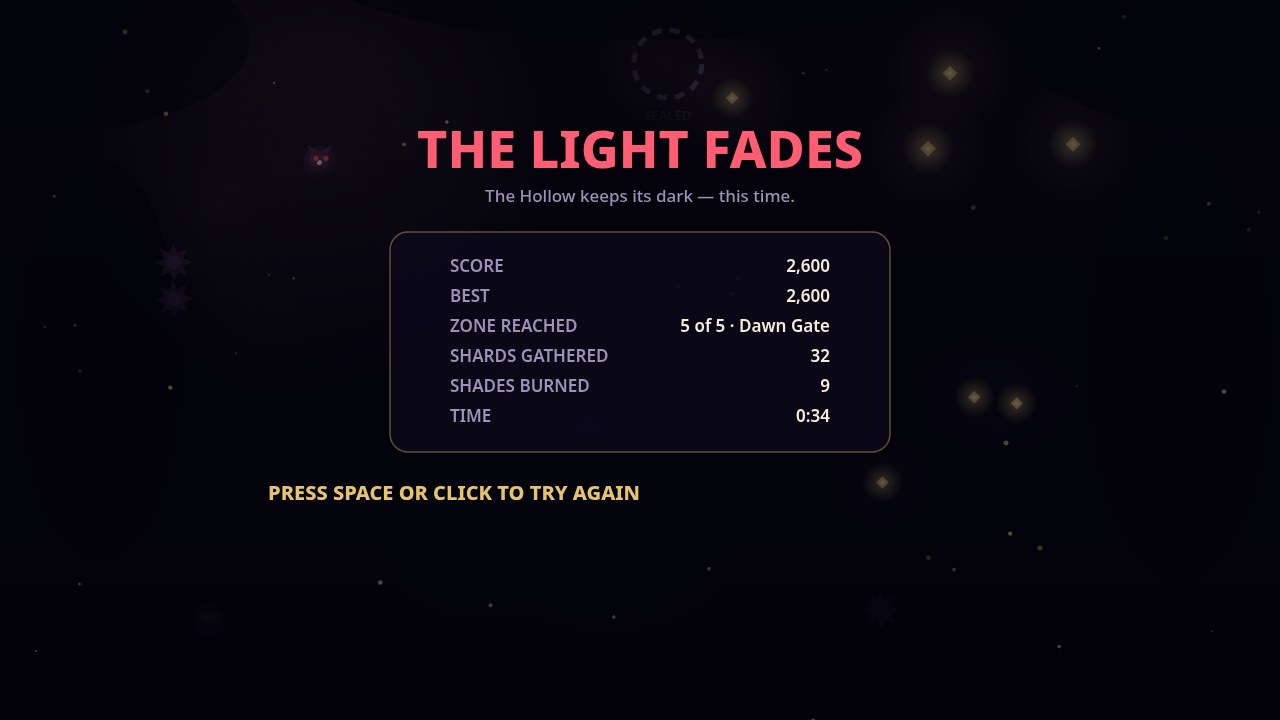 SEALED
THE LIGHT FADES
The Hollow keeps its dark — this time.
SCORE 2,600
BEST 2,600
ZONE REACHED 5 of 5 · Dawn Gate
SHARDS GATHERED 32
SHADES BURNED 9
TIME 0:34
PRESS SPACE OR CLICK TO TRY AGAIN